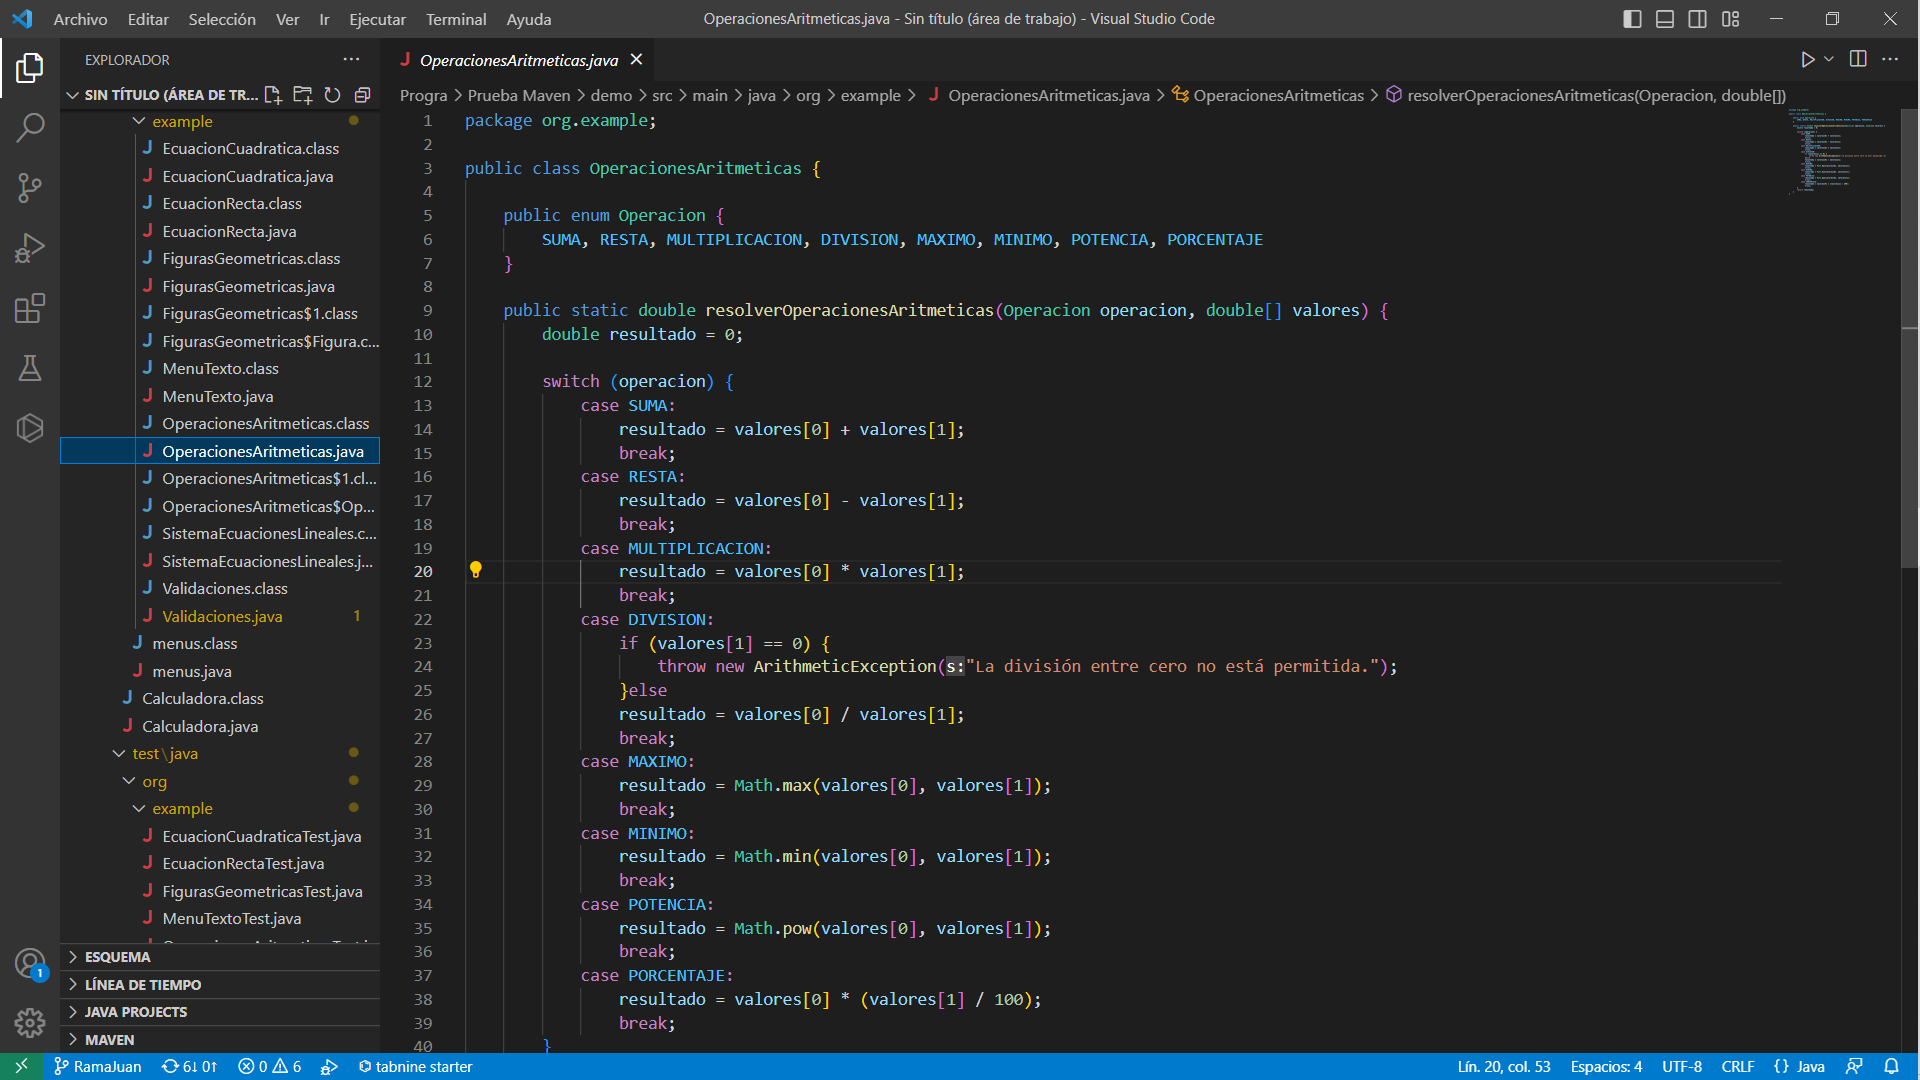 Archivo Editar Selección Ver Ir Ejecutar Terminal Ayuda
OperacionesAritmeticas.java - Sin título (área de trabajo) - Visual Studio Code
EXPLORADOR
SIN TÍTULO (ÁREA DE TR...
example
EcuacionCuadratica.class
EcuacionCuadratica.java
EcuacionRecta.class
EcuacionRecta.java
FigurasGeometricas.class
FigurasGeometricas.java
FigurasGeometricas$1.class
FigurasGeometricas$Figura.c...
MenuTexto.class
MenuTexto.java
OperacionesAritmeticas.class
OperacionesAritmeticas.java
OperacionesAritmeticas$1.cl...
OperacionesAritmeticas$Op...
SistemaEcuacionesLineales.c...
SistemaEcuacionesLineales.j...
Validaciones.class
Validaciones.java 1
menus.class
menus.java
Calculadora.class
Calculadora.java
test\java
org
example
EcuacionCuadraticaTest.java
EcuacionRectaTest.java
FigurasGeometricasTest.java
MenuTextoTest.java
ESQUEMA
LÍNEA DE TIEMPO
JAVA PROJECTS
MAVEN
OperacionesAritmeticas.java
Progra > Prueba Maven > demo > src > main > java > org > example > OperacionesAritmeticas.java > OperacionesAritmeticas > resolverOperacionesAritmeticas(Operacion, double[])
1 package org.example;
2
3 public class OperacionesAritmeticas {
4
5 public enum Operacion {
6 SUMA, RESTA, MULTIPLICACION, DIVISION, MAXIMO, MINIMO, POTENCIA, PORCENTAJE
7 }
8
9 public static double resolverOperacionesAritmeticas(Operacion operacion, double[] valores) {
10 double resultado = 0;
11
12 switch (operacion) {
13 case SUMA:
14 resultado = valores[0] + valores[1];
15 break;
16 case RESTA:
17 resultado = valores[0] - valores[1];
18 break;
19 case MULTIPLICACION:
20 resultado = valores[0] * valores[1];
21 break;
22 case DIVISION:
23 if (valores[1] == 0) {
24 throw new ArithmeticException(s:"La división entre cero no está permitida.");
25 }else
26 resultado = valores[0] / valores[1];
27 break;
28 case MAXIMO:
29 resultado = Math.max(valores[0], valores[1]);
30 break;
31 case MINIMO:
32 resultado = Math.min(valores[0], valores[1]);
33 break;
34 case POTENCIA:
35 resultado = Math.pow(valores[0], valores[1]);
36 break;
37 case PORCENTAJE:
38 resultado = valores[0] * (valores[1] / 100);
39 break;
40 }
1
RamaJuan 6↓ 0↑ 0 6 tabnine starter
Lín. 20, col. 53 Espacios: 4 UTF-8 CRLF {} Java